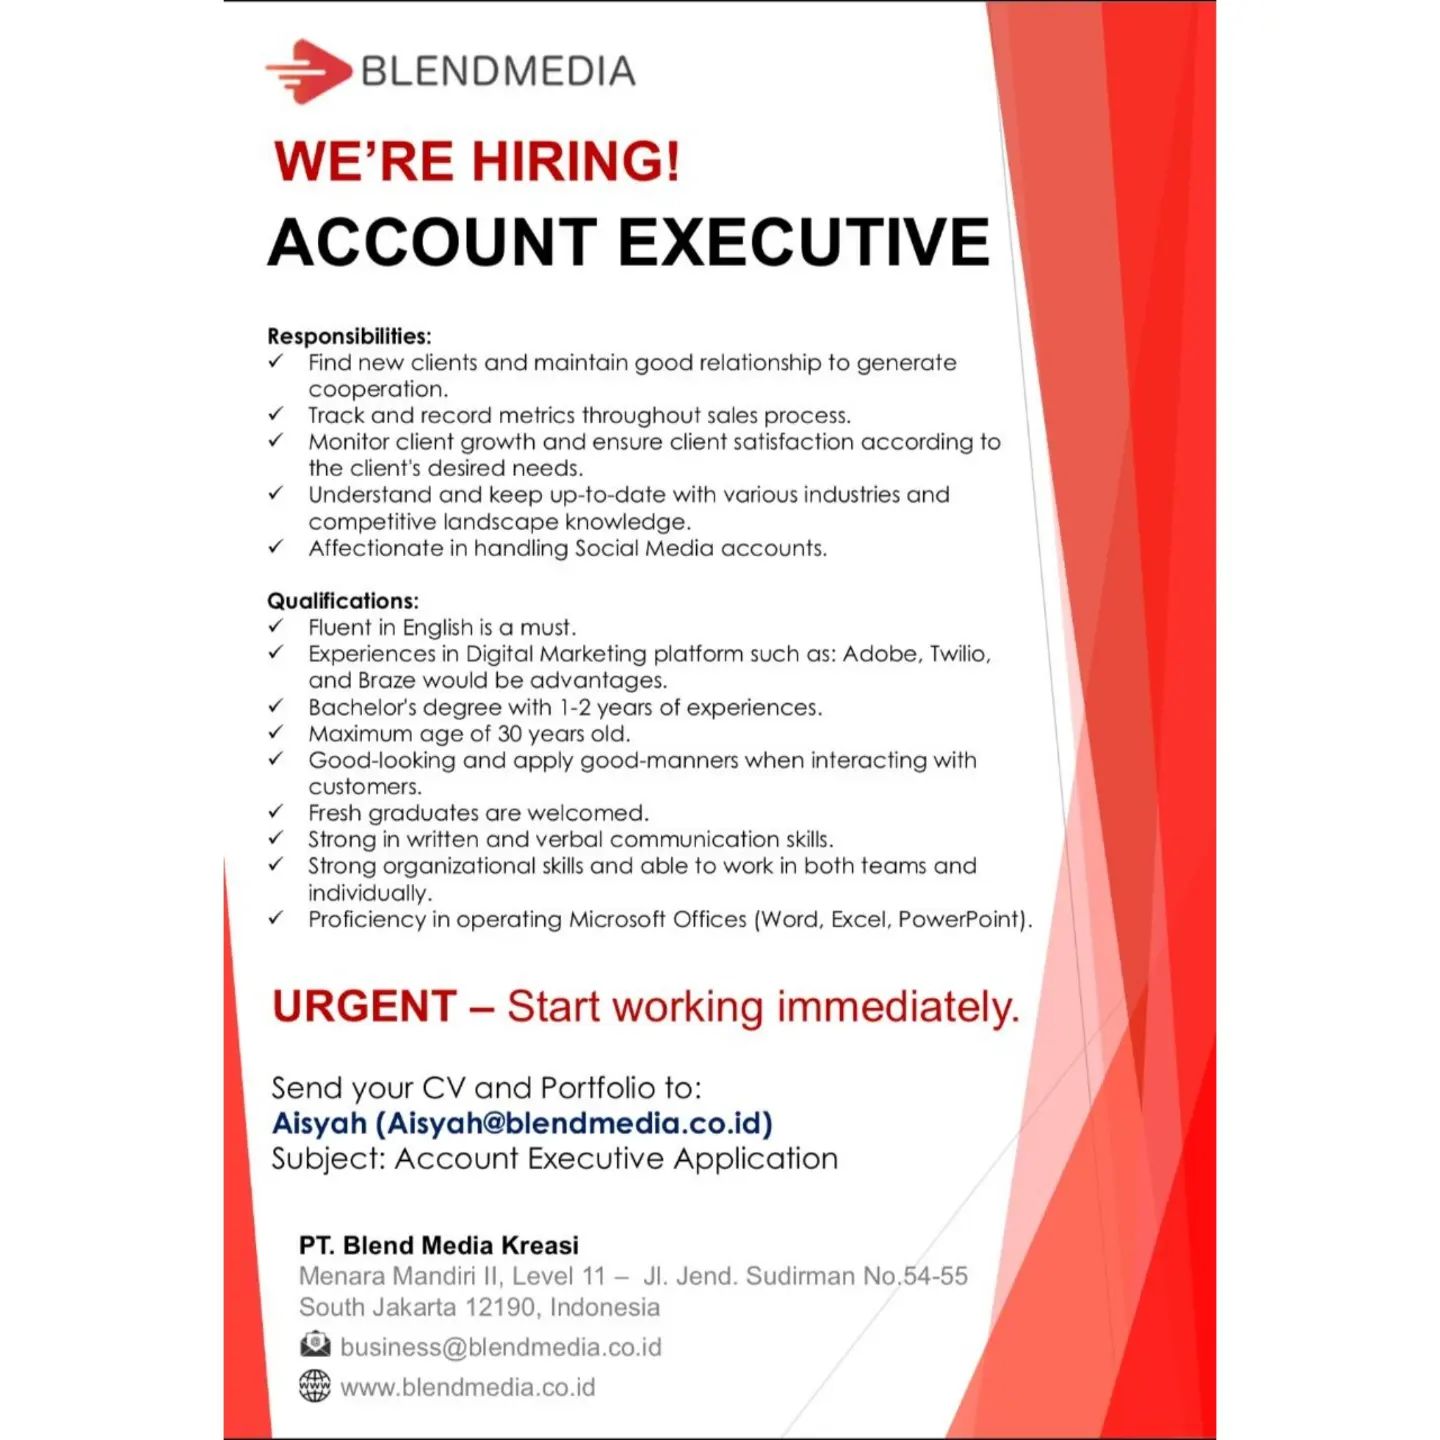 BLENDMEDIA
WE'RE HIRING!
ACCOUNT EXECUTIVE
Responsibilities:
✓ Find new clients and maintain good relationship to generate
cooperation.
✓ Track and record metrics throughout sales process.
✓ Monitor client growth and ensure client satisfaction according to
the client's desired needs.
✓ Understand and keep up-to-date with various industries and
competitive landscape knowledge.
✓ Affectionate in handling Social Media accounts.
Qualifications:
✓ Fluent in English is a must.
✓ Experiences in Digital Marketing platform such as: Adobe, Twilio,
and Braze would be advantages.
✓ Bachelor's degree with 1-2 years of experiences.
✓ Maximum age of 30 years old.
✓ Good-looking and apply good-manners when interacting with
customers.
✓ Fresh graduates are welcomed.
✓ Strong in written and verbal communication skills.
✓ Strong organizational skills and able to work in both teams and
individually.
✓ Proficiency in operating Microsoft Offices (Word, Excel, PowerPoint).
URGENT – Start working immediately.
Send your CV and Portfolio to:
Aisyah (Aisyah@blendmedia.co.id)
Subject: Account Executive Application
PT. Blend Media Kreasi
Menara Mandiri II, Level 11 – Jl. Jend. Sudirman No.54-55
South Jakarta 12190, Indonesia
business@blendmedia.co.id
www.blendmedia.co.id